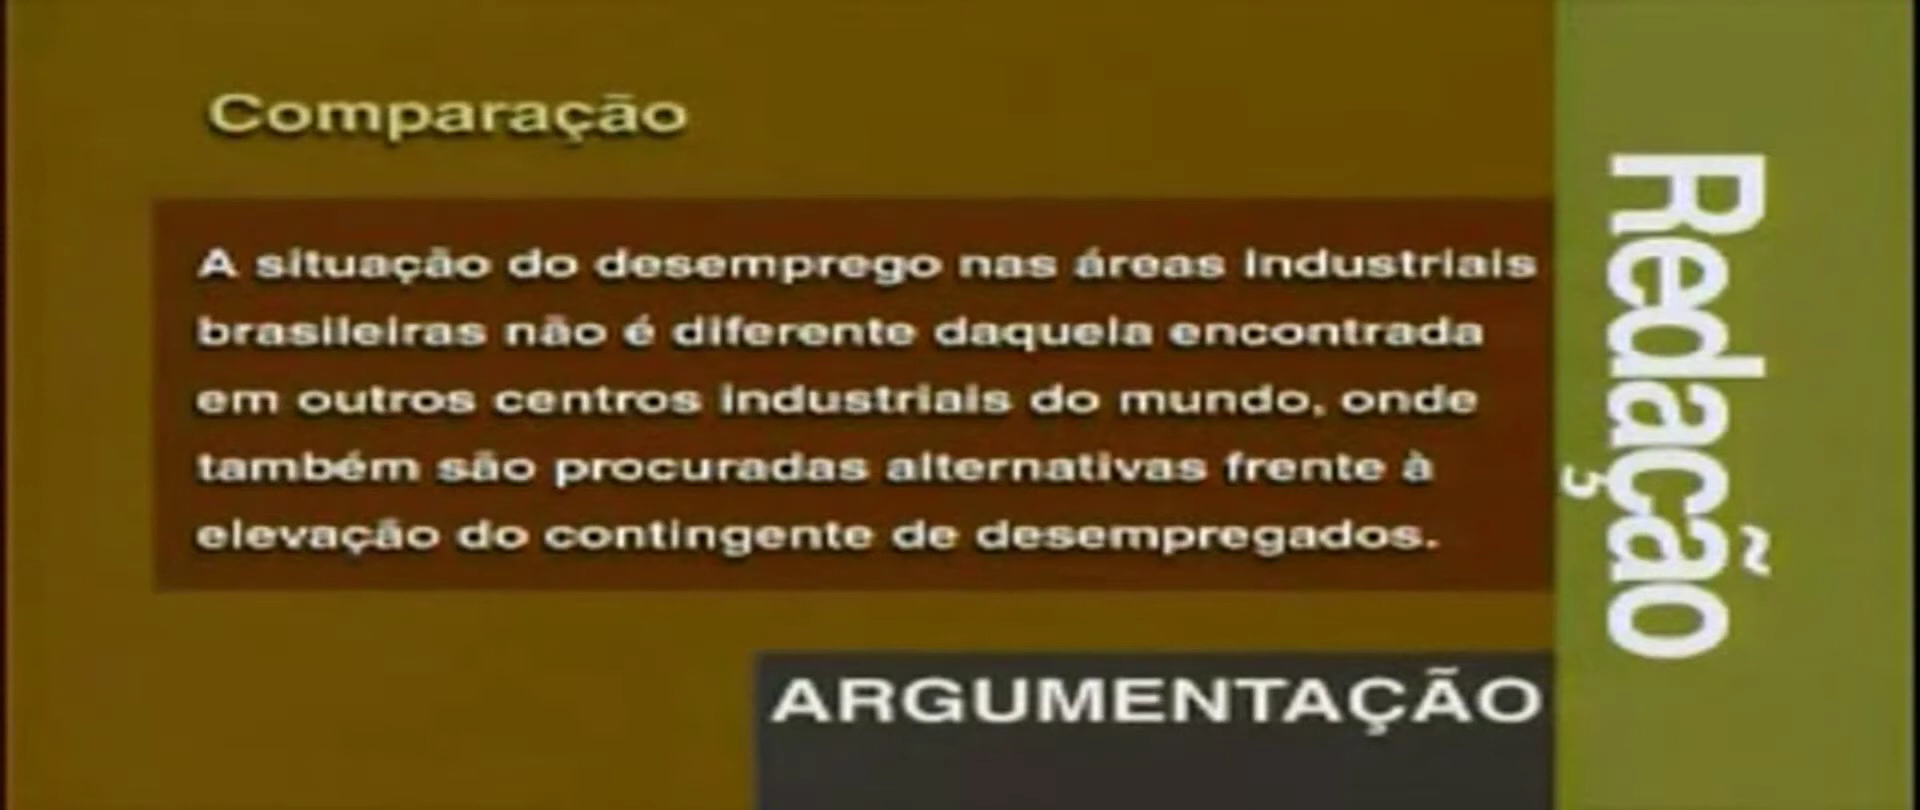 Comparação
A situação do desemprego nas áreas industriais
brasileiras não é diferente daquela encontrada
em outros centros industriais do mundo, onde
também são procuradas alternativas frente à
elevação do contingente de desempregados.
ARGUMENTAÇÃO
Redação